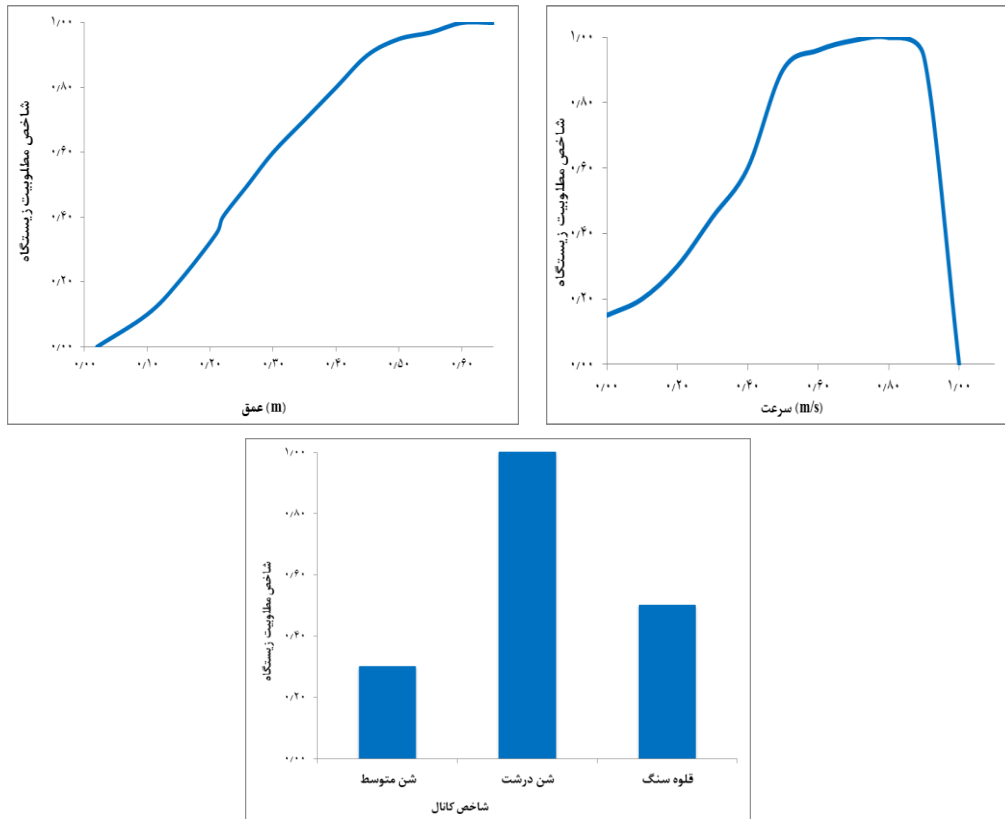 ۱٫۰۰
۰٫۸۰
۰٫۶۰
۰٫۴۰
۰٫۲۰
۰٫۰۰
شاخص مطلوبیت زیستگاه
۰٫۰۰ ۰٫۱۰ ۰٫۲۰ ۰٫۳۰ ۰٫۴۰ ۰٫۵۰ ۰٫۶۰
عمق (m)
۱٫۰۰
۰٫۸۰
۰٫۶۰
۰٫۴۰
۰٫۲۰
۰٫۰۰
شاخص مطلوبیت زیستگاه
۰٫۰۰ ۰٫۲۰ ۰٫۴۰ ۰٫۶۰ ۰٫۸۰ ۱٫۰۰
سرعت (m/s)
۱٫۰۰
۰٫۸۰
۰٫۶۰
۰٫۴۰
۰٫۲۰
۰٫۰۰
شاخص مطلوبیت زیستگاه
شن متوسط
شن درشت
قلوه سنگ
شاخص کانال